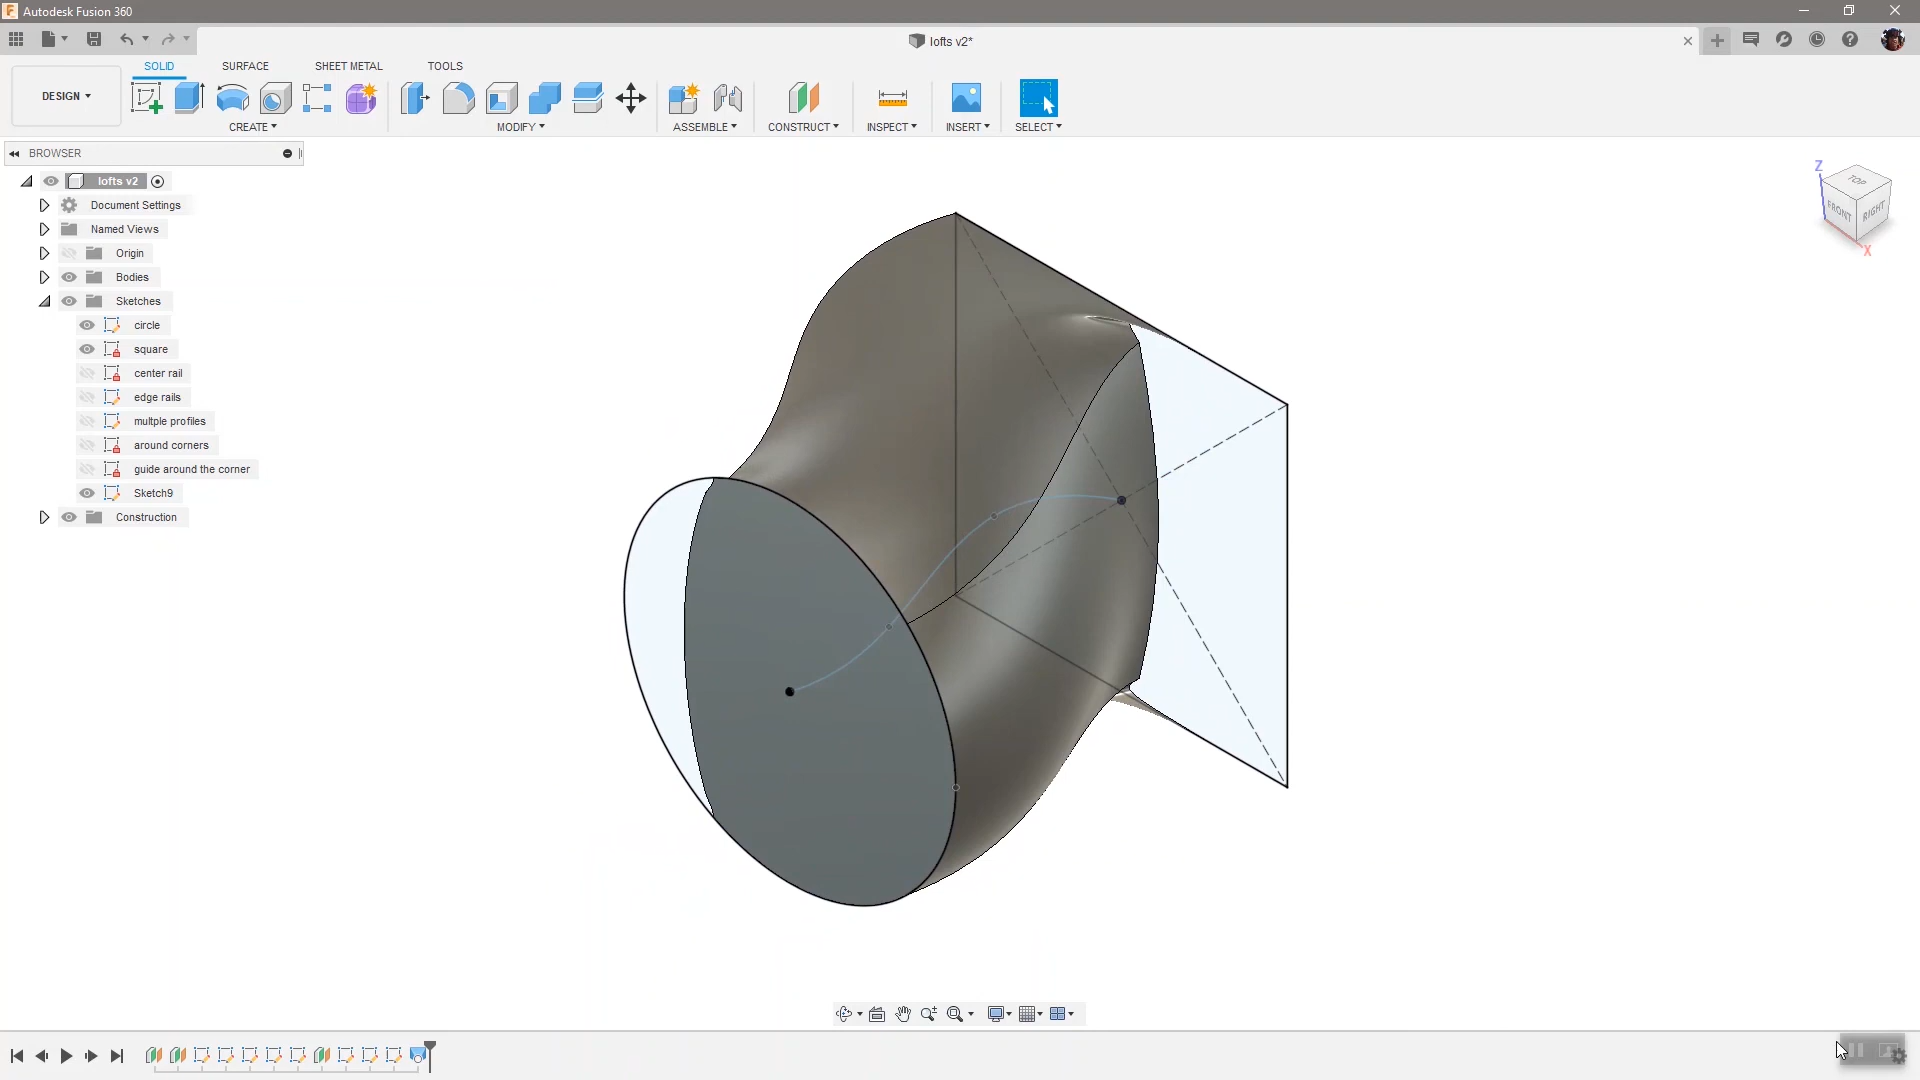 Autodesk Fusion 360
lofts v2*
SOLID SURFACE SHEET METAL TOOLS
DESIGN
CREATE MODIFY ASSEMBLE CONSTRUCT INSPECT INSERT SELECT
BROWSER
lofts v2
Document Settings
Named Views
Origin
Bodies
Sketches
circle
square
center rail
edge rails
multple profiles
around corners
guide around the corner
Sketch9
Construction
Z
TOP
FRONT RIGHT
X